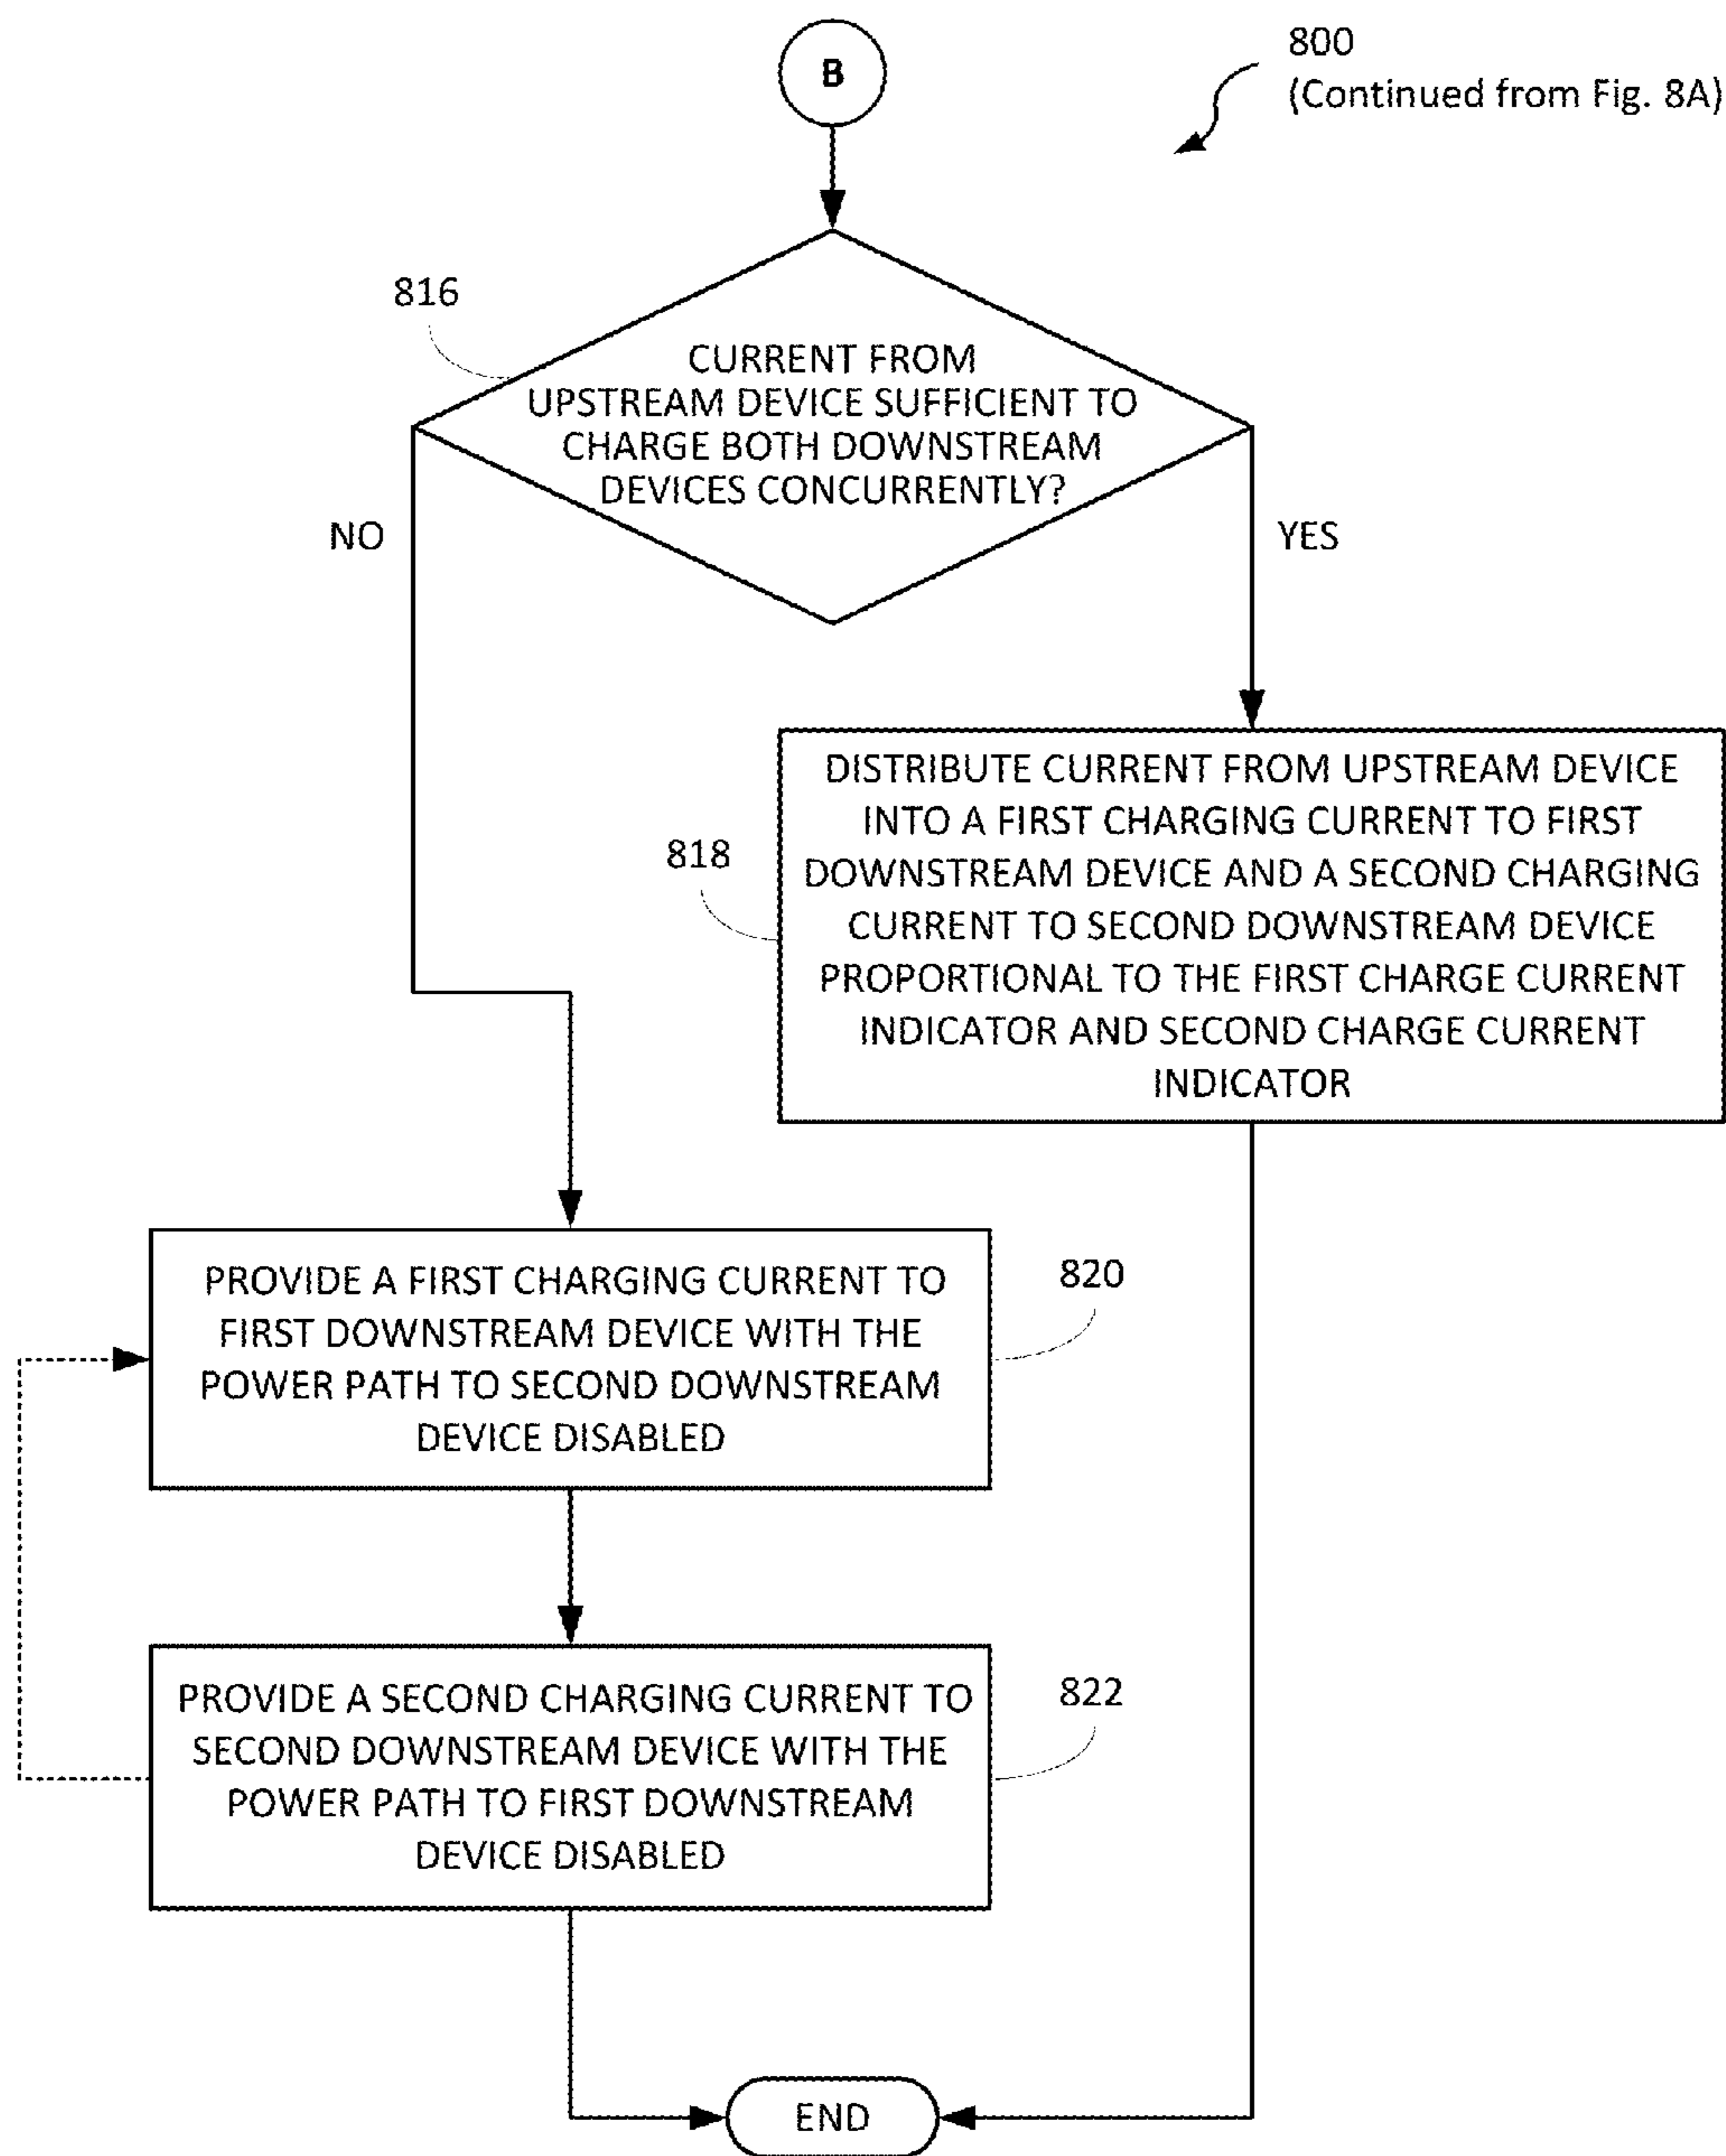 B
800
(Continued from Fig. 8A)
816
CURRENT FROM
UPSTREAM DEVICE SUFFICIENT TO
CHARGE BOTH DOWNSTREAM
DEVICES CONCURRENTLY?
NO
YES
818
DISTRIBUTE CURRENT FROM UPSTREAM DEVICE
INTO A FIRST CHARGING CURRENT TO FIRST
DOWNSTREAM DEVICE AND A SECOND CHARGING
CURRENT TO SECOND DOWNSTREAM DEVICE
PROPORTIONAL TO THE FIRST CHARGE CURRENT
INDICATOR AND SECOND CHARGE CURRENT
INDICATOR
PROVIDE A FIRST CHARGING CURRENT TO
FIRST DOWNSTREAM DEVICE WITH THE
POWER PATH TO SECOND DOWNSTREAM
DEVICE DISABLED
820
PROVIDE A SECOND CHARGING CURRENT TO
SECOND DOWNSTREAM DEVICE WITH THE
POWER PATH TO FIRST DOWNSTREAM
DEVICE DISABLED
822
END